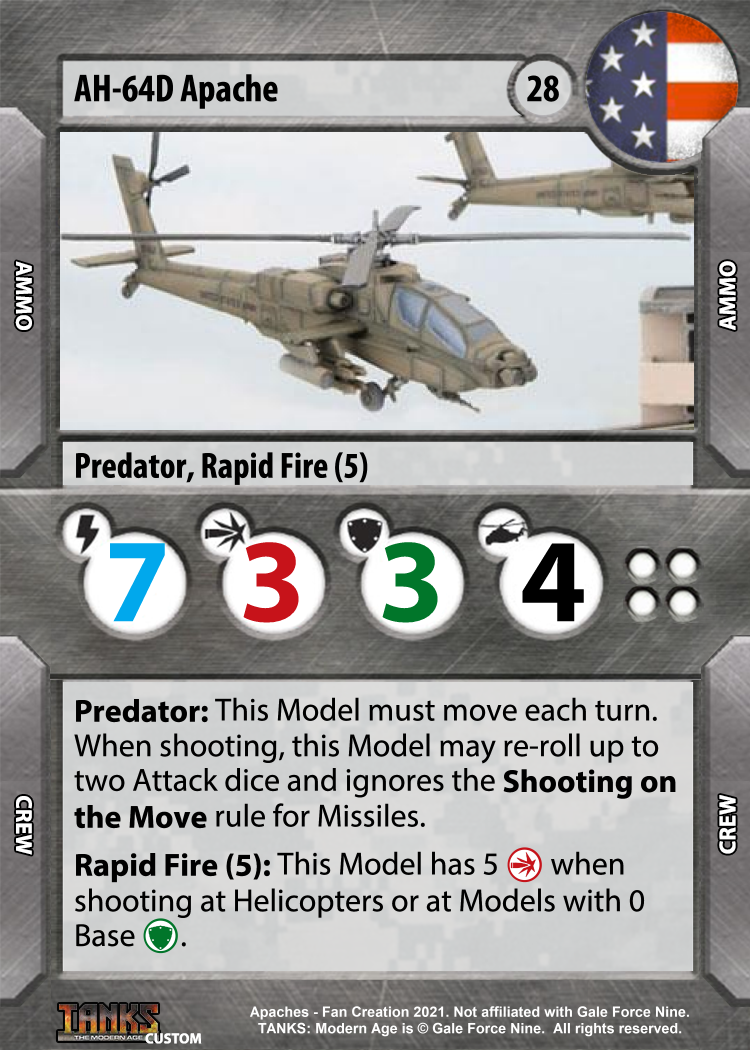 AH-64D Apache
28
AMMO
AMMO
Predator, Rapid Fire (5)
7
3
3
4
Predator: This Model must move each turn.
When shooting, this Model may re-roll up to
two Attack dice and ignores the Shooting on
the Move rule for Missiles.
Rapid Fire (5): This Model has 5 when
shooting at Helicopters or at Models with 0
Base .
CREW
CREW
TANKS
THE MODERN AGE
CUSTOM
Apaches - Fan Creation 2021. Not affiliated with Gale Force Nine.
TANKS: Modern Age is © Gale Force Nine. All rights reserved.